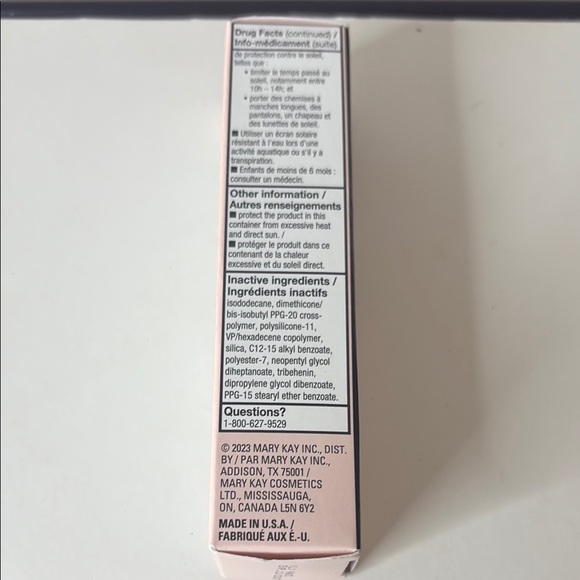 Drug Facts (continued) /
Info-médicament (suite)
de protection contre le soleil,
telles que :
• limiter le temps passé au
soleil, notamment entre
10h – 14h; et
• porter des chemises à
manches longues, des
pantalons, un chapeau et
des lunettes de soleil.
■ Utiliser un écran solaire
résistant à l'eau lors d'une
activité aquatique ou s'il y a
transpiration.
■ Enfants de moins de 6 mois :
consulter un médecin.
Other information /
Autres renseignements
■ protect the product in this
container from excessive heat
and direct sun. /
■ protéger le produit dans ce
contenant de la chaleur
excessive et du soleil direct.
Inactive ingredients /
Ingrédients inactifs
isododecane, dimethicone/
bis-isobutyl PPG-20 cross-
polymer, polysilicone-11,
VP/hexadecene copolymer,
silica, C12-15 alkyl benzoate,
polyester-7, neopentyl glycol
diheptanoate, tribehenin,
dipropylene glycol dibenzoate,
PPG-15 stearyl ether benzoate.
Questions?
1-800-627-9529
© 2023 MARY KAY INC., DIST.
BY / PAR MARY KAY INC.,
ADDISON, TX 75001 /
MARY KAY COSMETICS
LTD., MISSISSAUGA,
ON, CANADA L5N 6Y2
MADE IN U.S.A. /
FABRIQUÉ AUX É.-U.